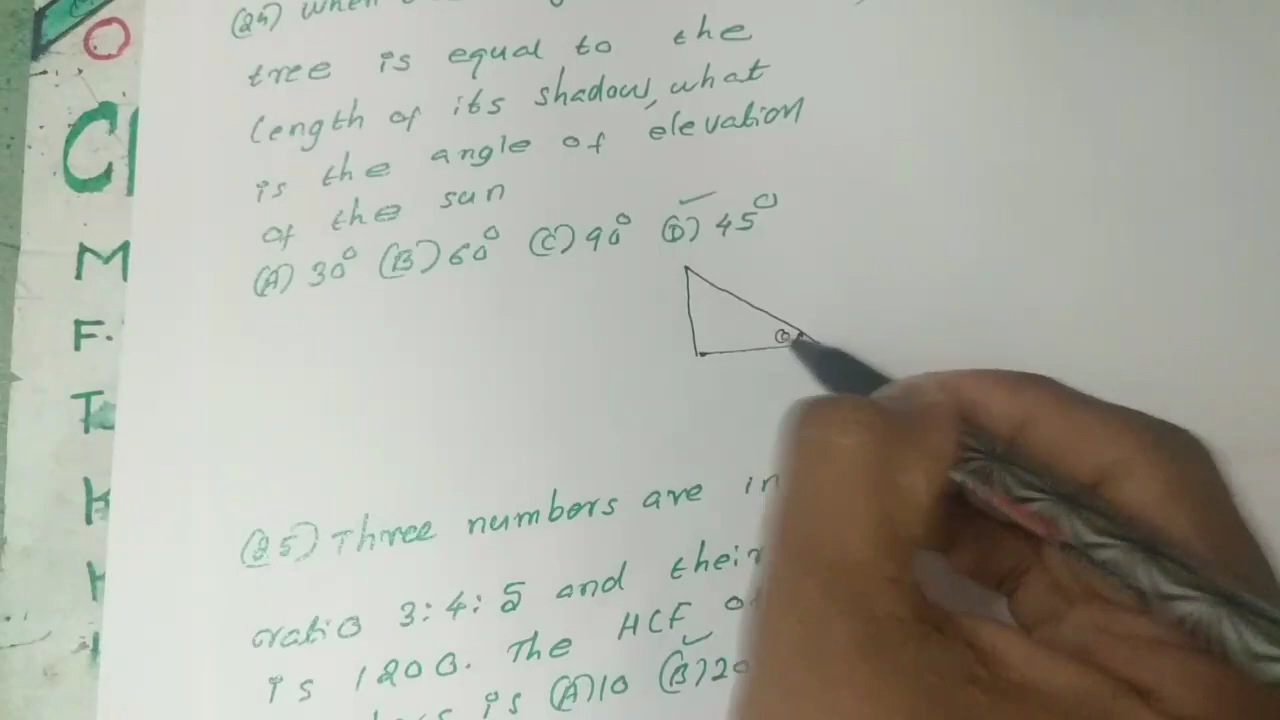 (24) When
tree is equal to the
length of its shadow, what
is the angle of elevation
of the sun
(A) 30° (B) 60° (C) 90° (D) 45°
θ
(25) Three numbers are in
ratio 3:4:5 and their
is 1200. The HCF of
is (A) 10 (B) 20
O
M
F.
T